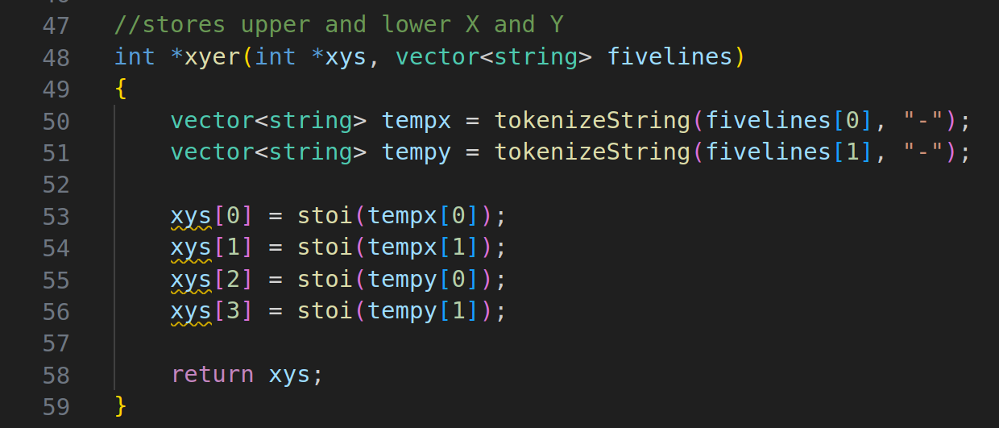 47 //stores upper and lower X and Y
48 int *xyer(int *xys, vector<string> fivelines)
49 {
50     vector<string> tempx = tokenizeString(fivelines[0], "-");
51     vector<string> tempy = tokenizeString(fivelines[1], "-");
52
53     xys[0] = stoi(tempx[0]);
54     xys[1] = stoi(tempx[1]);
55     xys[2] = stoi(tempy[0]);
56     xys[3] = stoi(tempy[1]);
57
58     return xys;
59 }